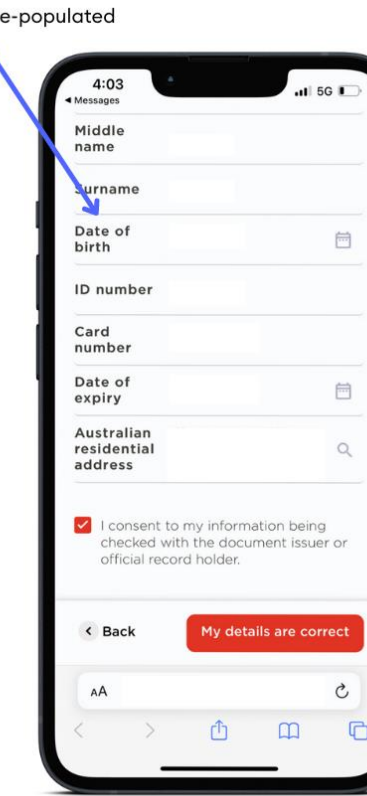 e-populated
4:03
5G
◀ Messages
Middle
name
Surname
Date of
birth
ID number
Card
number
Date of
expiry
Australian
residential
address
I consent to my information being
checked with the document issuer or
official record holder.
Back
My details are correct
AA